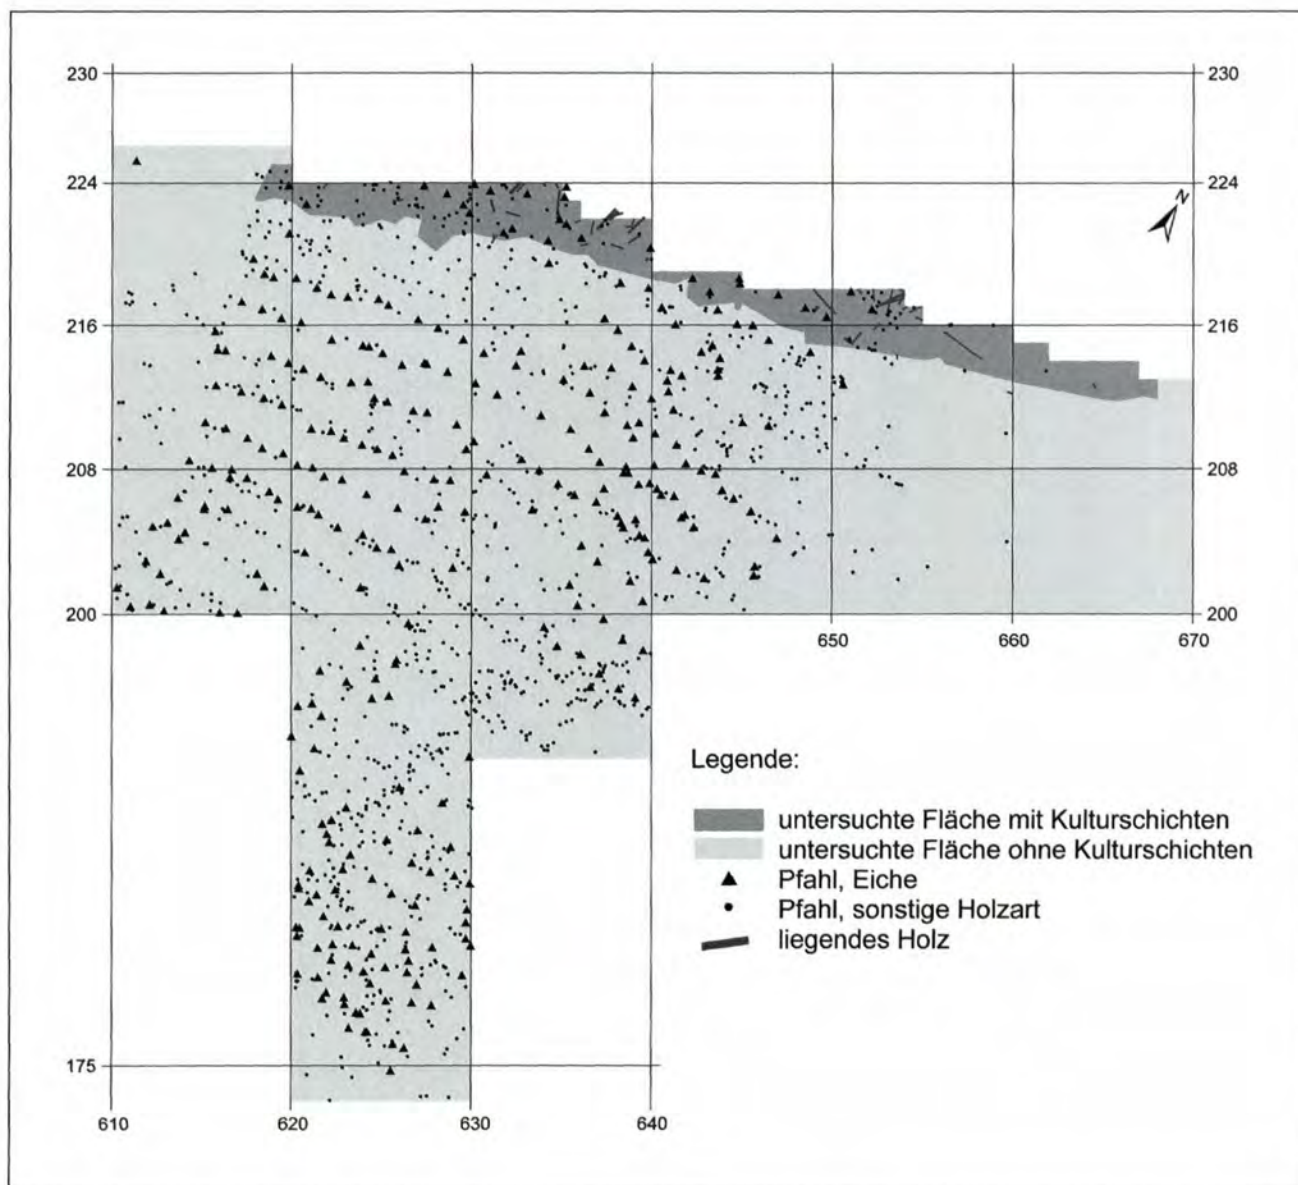 230
230
224
224
N
216
216
208
208
200
200
650
660
670
Legende:
untersuchte Fläche mit Kulturschichten
untersuchte Fläche ohne Kulturschichten
Pfahl, Eiche
Pfahl, sonstige Holzart
liegendes Holz
175
610
620
630
640